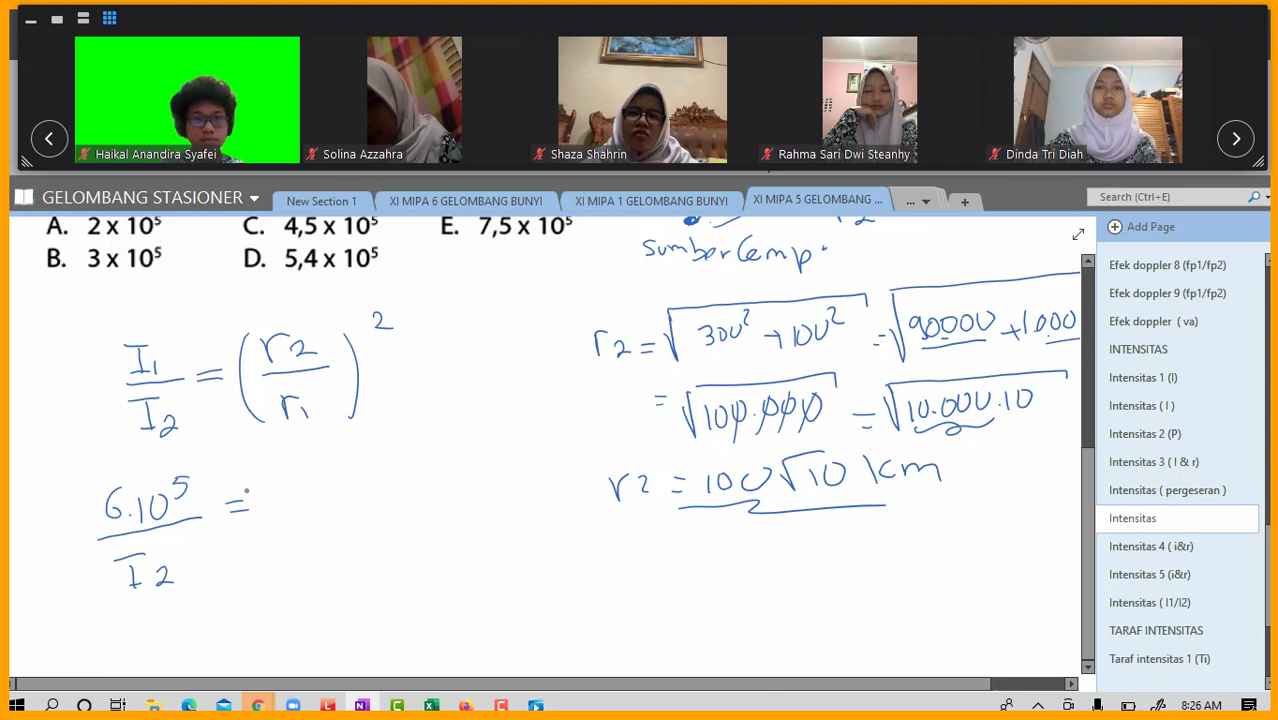 Haikal Anandira Syafei
Solina Azzahra
Shaza Shahrin
Rahma Sari Dwi Steanhy
Dinda Tri Diah
GELOMBANG STASIONER
New Section 1
XI MIPA 6 GELOMBANG BUNYI
XI MIPA 1 GELOMBANG BUNYI
XI MIPA 5 GELOMBANG ...
...
Search (Ctrl+E)
A. 2 x 10⁵ C. 4,5 x 10⁵ E. 7,5 x 10⁵
B. 3 x 10⁵ D. 5,4 x 10⁵
sumber Gempa
I₁/I₂ = (r2/r₁)²
r2 = √300² + 100² = √90000 + 1.000
= √100.000 = √10.000.10
r2 = 100√10 km
6.10⁵/I2 =
Add Page
Efek doppler 8 (fp1/fp2)
Efek doppler 9 (fp1/fp2)
Efek doppler ( va)
INTENSITAS
Intensitas 1 (I)
Intensitas ( I )
Intensitas 2 (P)
Intensitas 3 ( I & r)
Intensitas ( pergeseran )
Intensitas
Intensitas 4 ( i&r)
Intensitas 5 (i&r)
Intensitas ( I1/I2)
TARAF INTENSITAS
Taraf intensitas 1 (Ti)
8:26 AM